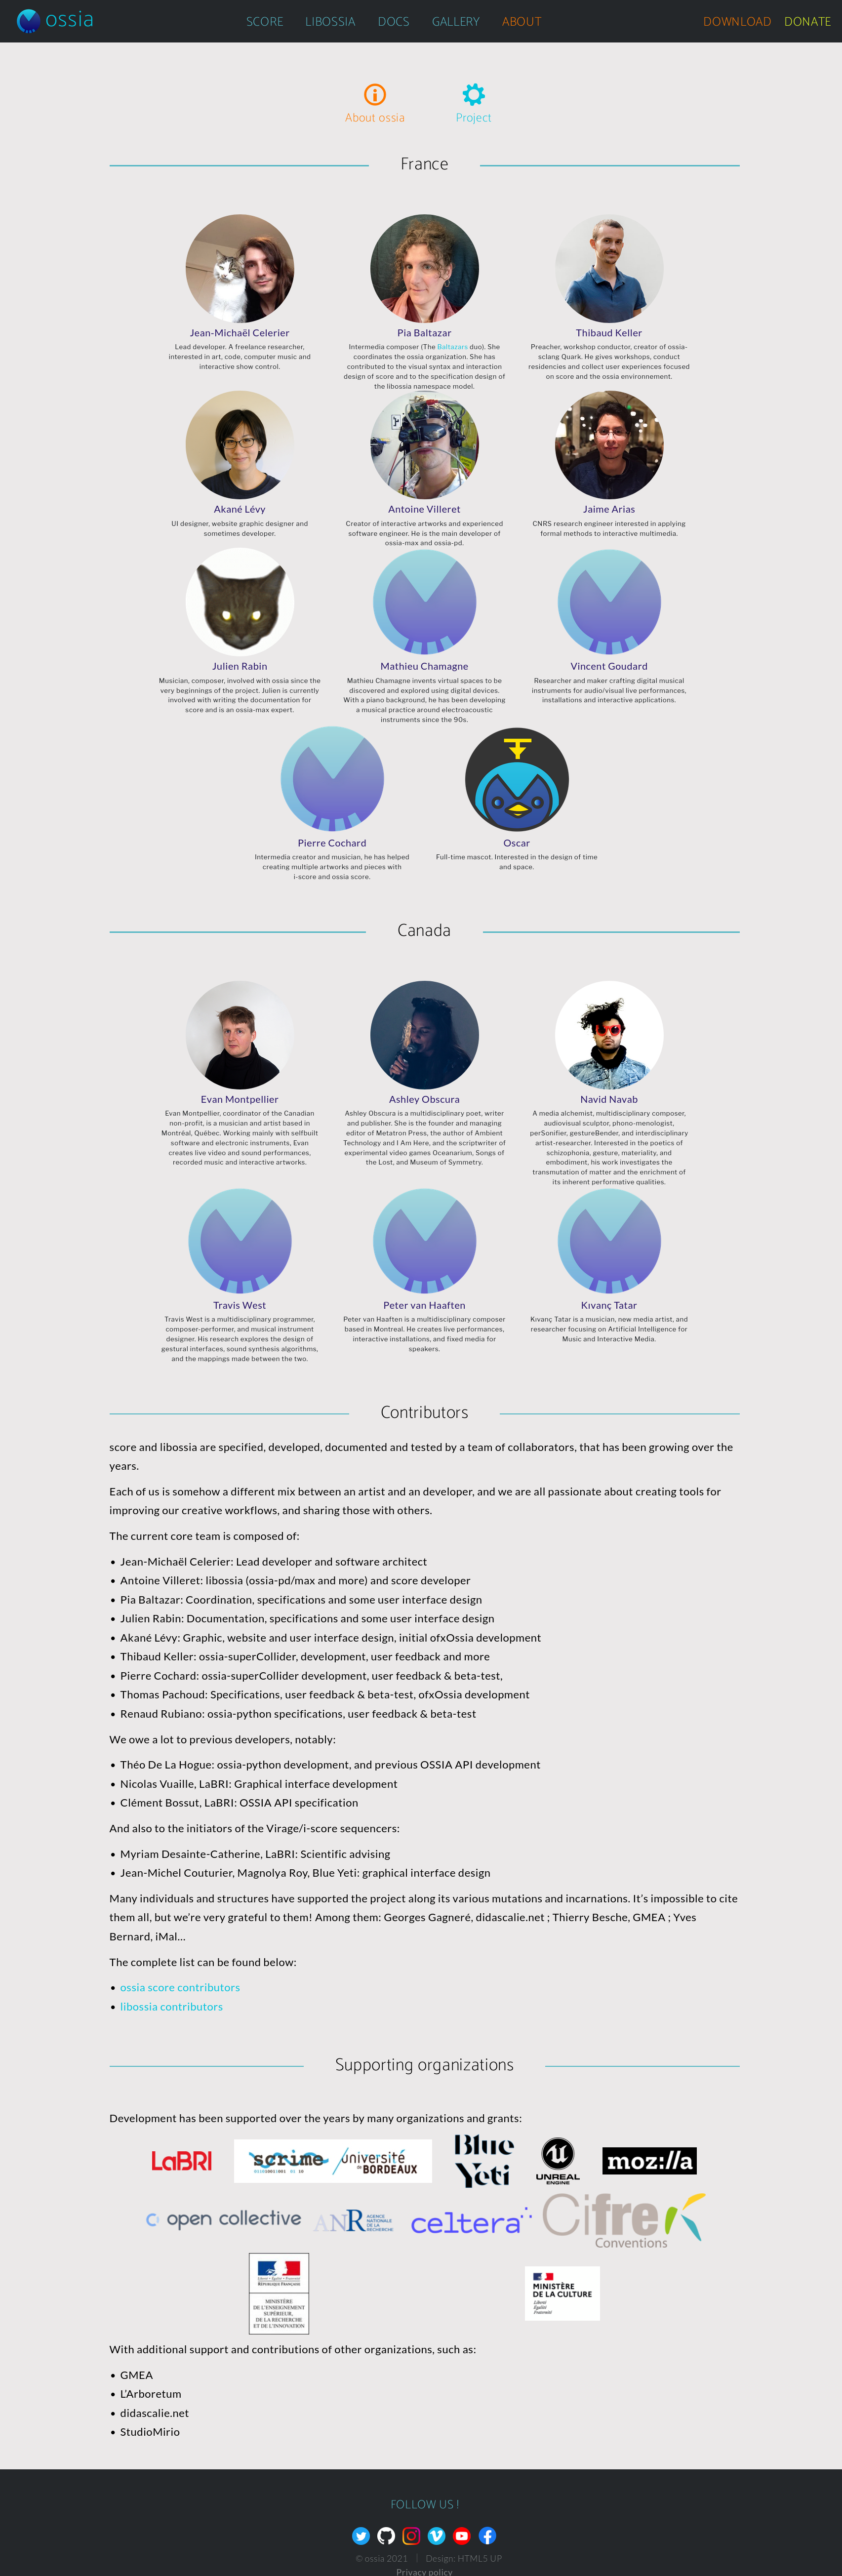 ossia
SCORE LIBOSSIA DOCS GALLERY ABOUT DOWNLOAD DONATE
About ossia Project
France
Jean-Michaël Celerier
Lead developer. A freelance researcher,
interested in art, code, computer music and
interactive show control.
Pia Baltazar
Intermedia composer (The Baltazars duo). She
coordinates the ossia organization. She has
contributed to the visual syntax and interaction
design of score and to the specification design of
the libossia namespace model.
Thibaud Keller
Preacher, workshop conductor, creator of ossia-
sclang Quark. He gives workshops, conduct
residencies and collect user experiences focused
on score and the ossia environnement.
Akané Lévy
UI designer, website graphic designer and
sometimes developer.
Antoine Villeret
Creator of interactive artworks and experienced
software engineer. He is the main developer of
ossia-max and ossia-pd.
Jaime Arias
CNRS research engineer interested in applying
formal methods to interactive multimedia.
Julien Rabin
Musician, composer, involved with ossia since the
very beginnings of the project. Julien is currently
involved with writing the documentation for
score and is an ossia-max expert.
Mathieu Chamagne
Mathieu Chamagne invents virtual spaces to be
discovered and explored using digital devices.
With a piano background, he has been developing
a musical practice around electroacoustic
instruments since the 90s.
Vincent Goudard
Researcher and maker crafting digital musical
instruments for audio/visual live performances,
installations and interactive applications.
Pierre Cochard
Intermedia creator and musician, he has helped
creating multiple artworks and pieces with
i-score and ossia score.
Oscar
Full-time mascot. Interested in the design of time
and space.
Canada
Evan Montpellier
Evan Montpellier, coordinator of the Canadian
non-profit, is a musician and artist based in
Montréal, Québec. Working mainly with selfbuilt
software and electronic instruments, Evan
creates live video and sound performances,
recorded music and interactive artworks.
Ashley Obscura
Ashley Obscura is a multidisciplinary poet, writer
and publisher. She is the founder and managing
editor of Metatron Press, the author of Ambient
Technology and I Am Here, and the scriptwriter of
experimental video games Oceanarium, Songs of
the Lost, and Museum of Symmetry.
Navid Navab
A media alchemist, multidisciplinary composer,
audiovisual sculptor, phono-menologist,
perSonifier, gestureBender, and interdisciplinary
artist-researcher. Interested in the poetics of
schizophonia, gesture, materiality, and
embodiment, his work investigates the
transmutation of matter and the enrichment of
its inherent performative qualities.
Travis West
Travis West is a multidisciplinary programmer,
composer-performer, and musical instrument
designer. His research explores the design of
gestural interfaces, sound synthesis algorithms,
and the mappings made between the two.
Peter van Haaften
Peter van Haaften is a multidisciplinary composer
based in Montreal. He creates live performances,
interactive installations, and fixed media for
speakers.
Kıvanç Tatar
Kıvanç Tatar is a musician, new media artist, and
researcher focusing on Artificial Intelligence for
Music and Interactive Media.
Contributors
score and libossia are specified, developed, documented and tested by a team of collaborators, that has been growing over the
years.
Each of us is somehow a different mix between an artist and an developer, and we are all passionate about creating tools for
improving our creative workflows, and sharing those with others.
The current core team is composed of:
• Jean-Michaël Celerier: Lead developer and software architect
• Antoine Villeret: libossia (ossia-pd/max and more) and score developer
• Pia Baltazar: Coordination, specifications and some user interface design
• Julien Rabin: Documentation, specifications and some user interface design
• Akané Lévy: Graphic, website and user interface design, initial ofxOssia development
• Thibaud Keller: ossia-superCollider, development, user feedback and more
• Pierre Cochard: ossia-superCollider development, user feedback & beta-test,
• Thomas Pachoud: Specifications, user feedback & beta-test, ofxOssia development
• Renaud Rubiano: ossia-python specifications, user feedback & beta-test
We owe a lot to previous developers, notably:
• Théo De La Hogue: ossia-python development, and previous OSSIA API development
• Nicolas Vuaille, LaBRI: Graphical interface development
• Clément Bossut, LaBRI: OSSIA API specification
And also to the initiators of the Virage/i-score sequencers:
• Myriam Desainte-Catherine, LaBRI: Scientific advising
• Jean-Michel Couturier, Magnolya Roy, Blue Yeti: graphical interface design
Many individuals and structures have supported the project along its various mutations and incarnations. It's impossible to cite
them all, but we're very grateful to them! Among them: Georges Gagneré, didascalie.net ; Thierry Besche, GMEA ; Yves
Bernard, iMal...
The complete list can be found below:
• ossia score contributors
• libossia contributors
Supporting organizations
Development has been supported over the years by many organizations and grants:
LaBRI
scrime
université de BORDEAUX
Blue
Yeti
UNREAL
ENGINE
moz://a
open collective
ANR AGENCE
NATIONALE
DE LA
RECHERCHE
celtera
Cifre
Conventions
Liberté • Égalité • Fraternité
RÉPUBLIQUE FRANÇAISE
MINISTÈRE
DE L'ENSEIGNEMENT
SUPÉRIEUR,
DE LA RECHERCHE
ET DE L'INNOVATION
MINISTÈRE
DE LA CULTURE
Liberté
Égalité
Fraternité
With additional support and contributions of other organizations, such as:
• GMEA
• L'Arboretum
• didascalie.net
• StudioMirio
FOLLOW US !
© ossia 2021 | Design: HTML5 UP
Privacy policy